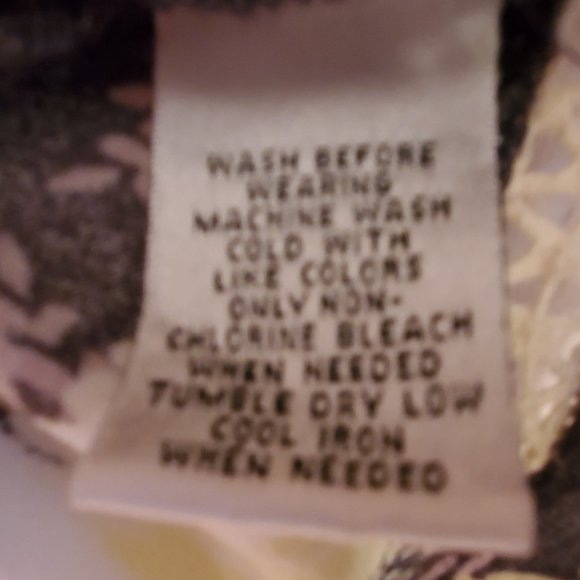 WASH BEFORE
WEARING
MACHINE WASH
COLD WITH
LIKE COLORS
ONLY NON-
CHLORINE BLEACH
WHEN NEEDED
TUMBLE DRY LOW
COOL IRON
WHEN NEEDED